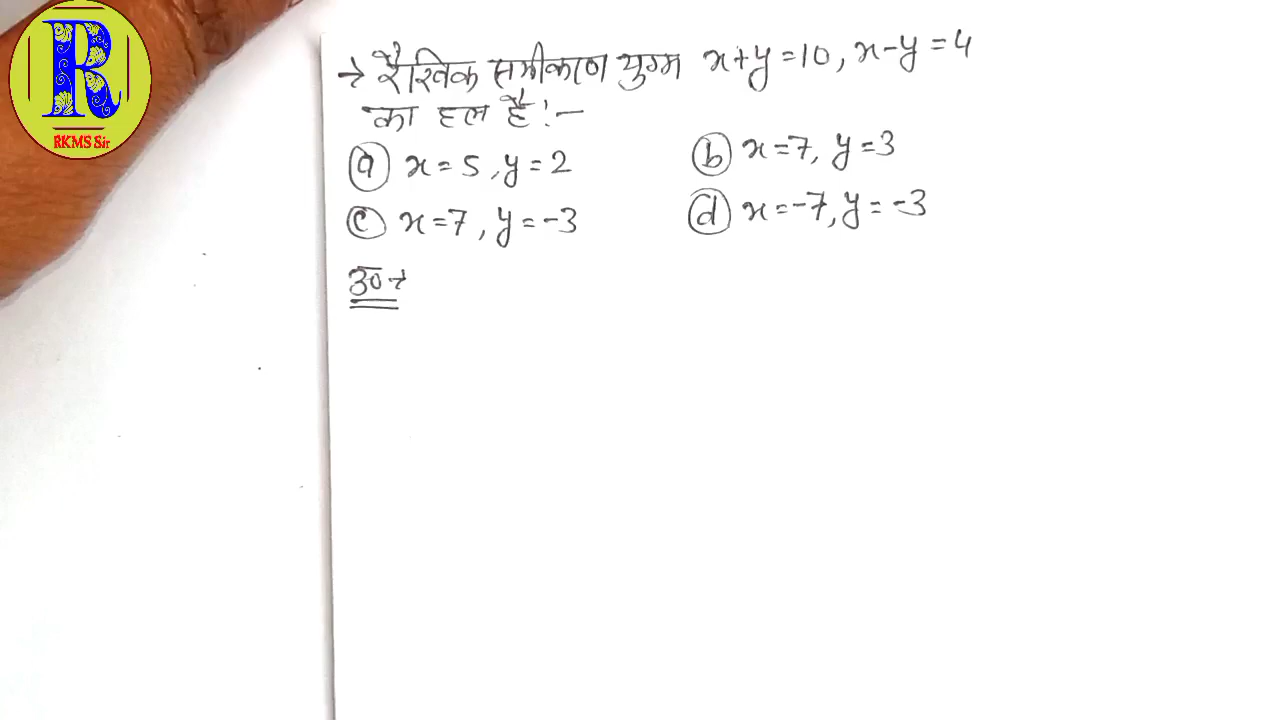 R
RKMS Sir
→ रैखिक समीकरण युग्म x+y=10, x-y=4
का हल है:-
(a) x=5, y=2
(b) x=7, y=3
(c) x=7, y=-3
(d) x=-7, y=-3
उ०→